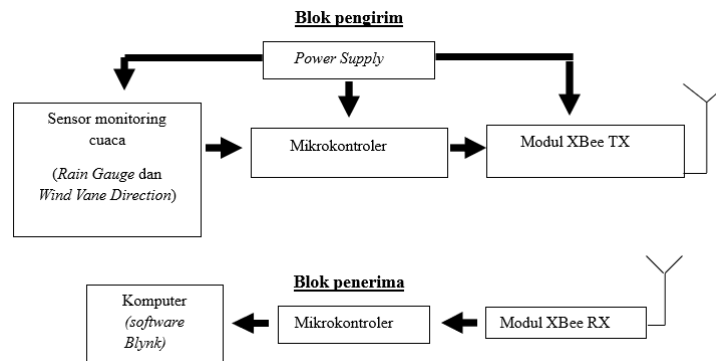 Blok pengirim
Power Supply
Sensor monitoring
cuaca
(Rain Gauge dan
Wind Vane Direction)
Mikrokontroler
Modul XBee TX
Blok penerima
Komputer
(software
Blynk)
Mikrokontroler
Modul XBee RX